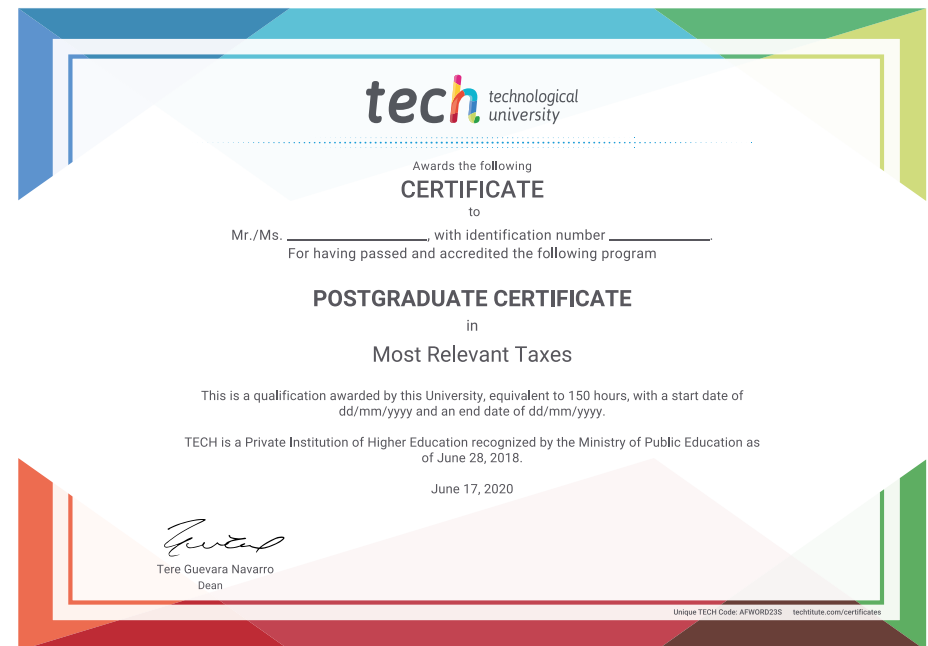 tech technological
university
Awards the following
CERTIFICATE
to
Mr./Ms. ____________, with identification number _________.
For having passed and accredited the following program
POSTGRADUATE CERTIFICATE
in
Most Relevant Taxes
This is a qualification awarded by this University, equivalent to 150 hours, with a start date of
dd/mm/yyyy and an end date of dd/mm/yyyy.
TECH is a Private Institution of Higher Education recognized by the Ministry of Public Education as
of June 28, 2018.
June 17, 2020
Tere Guevara Navarro
Dean
Unique TECH Code: AFWORD23S techtitute.com/certificates